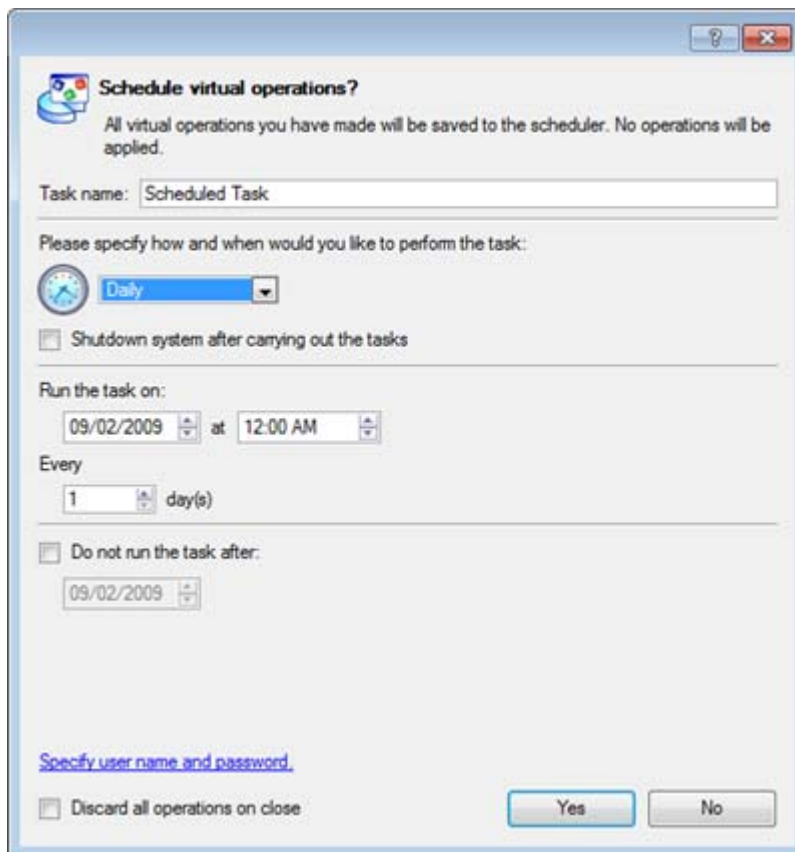 Schedule virtual operations?
All virtual operations you have made will be saved to the scheduler. No operations will be
applied.
Task name: Scheduled Task
Please specify how and when would you like to perform the task:
Daily
Shutdown system after carrying out the tasks
Run the task on:
09/02/2009 at 12:00 AM
Every
1 day(s)
Do not run the task after:
09/02/2009
Specify user name and password.
Discard all operations on close Yes No